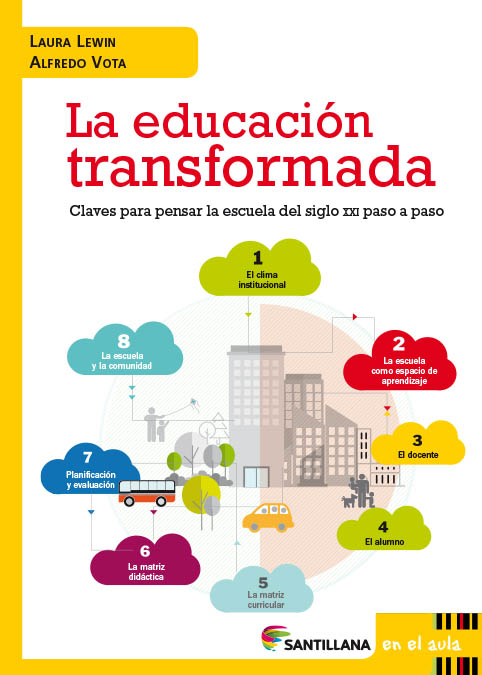 LAURA LEWIN
ALFREDO VOTA
La educación
transformada
Claves para pensar la escuela del siglo XXI paso a paso
1
El clima
institucional
2
La escuela
como espacio de
aprendizaje
3
El docente
4
El alumno
5
La matriz
curricular
6
La matriz
didáctica
7
Planificación
y evaluación
8
La escuela
y la comunidad
SANTILLANA
en el aula